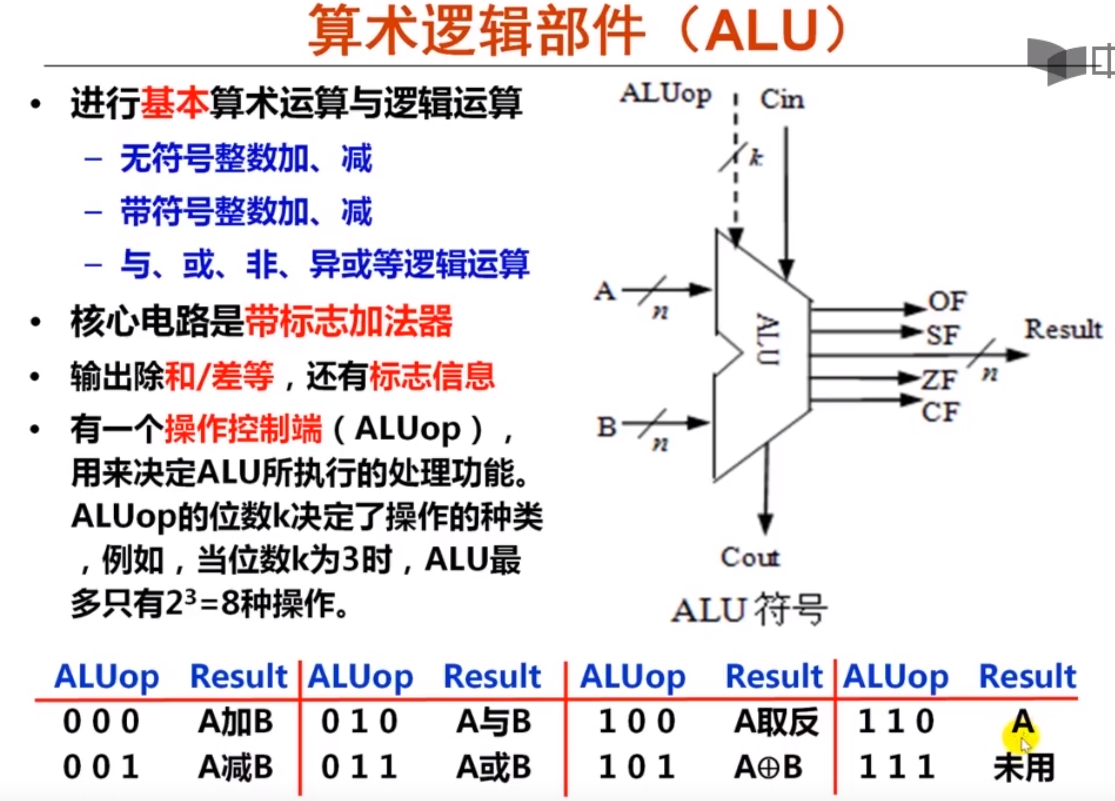 算术逻辑部件（ALU）
• 进行基本算术运算与逻辑运算
– 无符号整数加、减
– 带符号整数加、减
– 与、或、非、异或等逻辑运算
• 核心电路是带标志加法器
• 输出除和/差等，还有标志信息
• 有一个操作控制端（ALUop），
用来决定ALU所执行的处理功能。
ALUop的位数k决定了操作的种类
，例如，当位数k为3时，ALU最
多只有2³=8种操作。
ALUop Cin
k
A n
ALU
B n
OF
SF
Result
n
ZF
CF
Cout
ALU符号
ALUop Result ALUop Result ALUop Result ALUop Result
0 0 0 A加B 0 1 0 A与B 1 0 0 A取反 1 1 0 A
0 0 1 A减B 0 1 1 A或B 1 0 1 A⊕B 1 1 1 未用